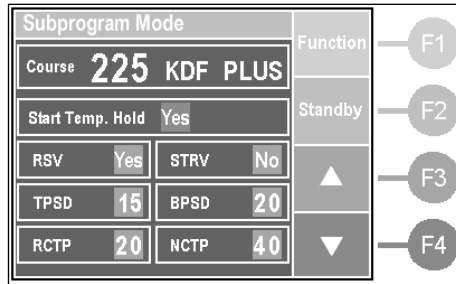 Subprogram Mode
Function
F1
Course 225 KDF PLUS
Start Temp. Hold Yes
Standby
F2
RSV Yes STRV No
F3
TPSD 15 BPSD 20
RCTP 20 NCTP 40
F4